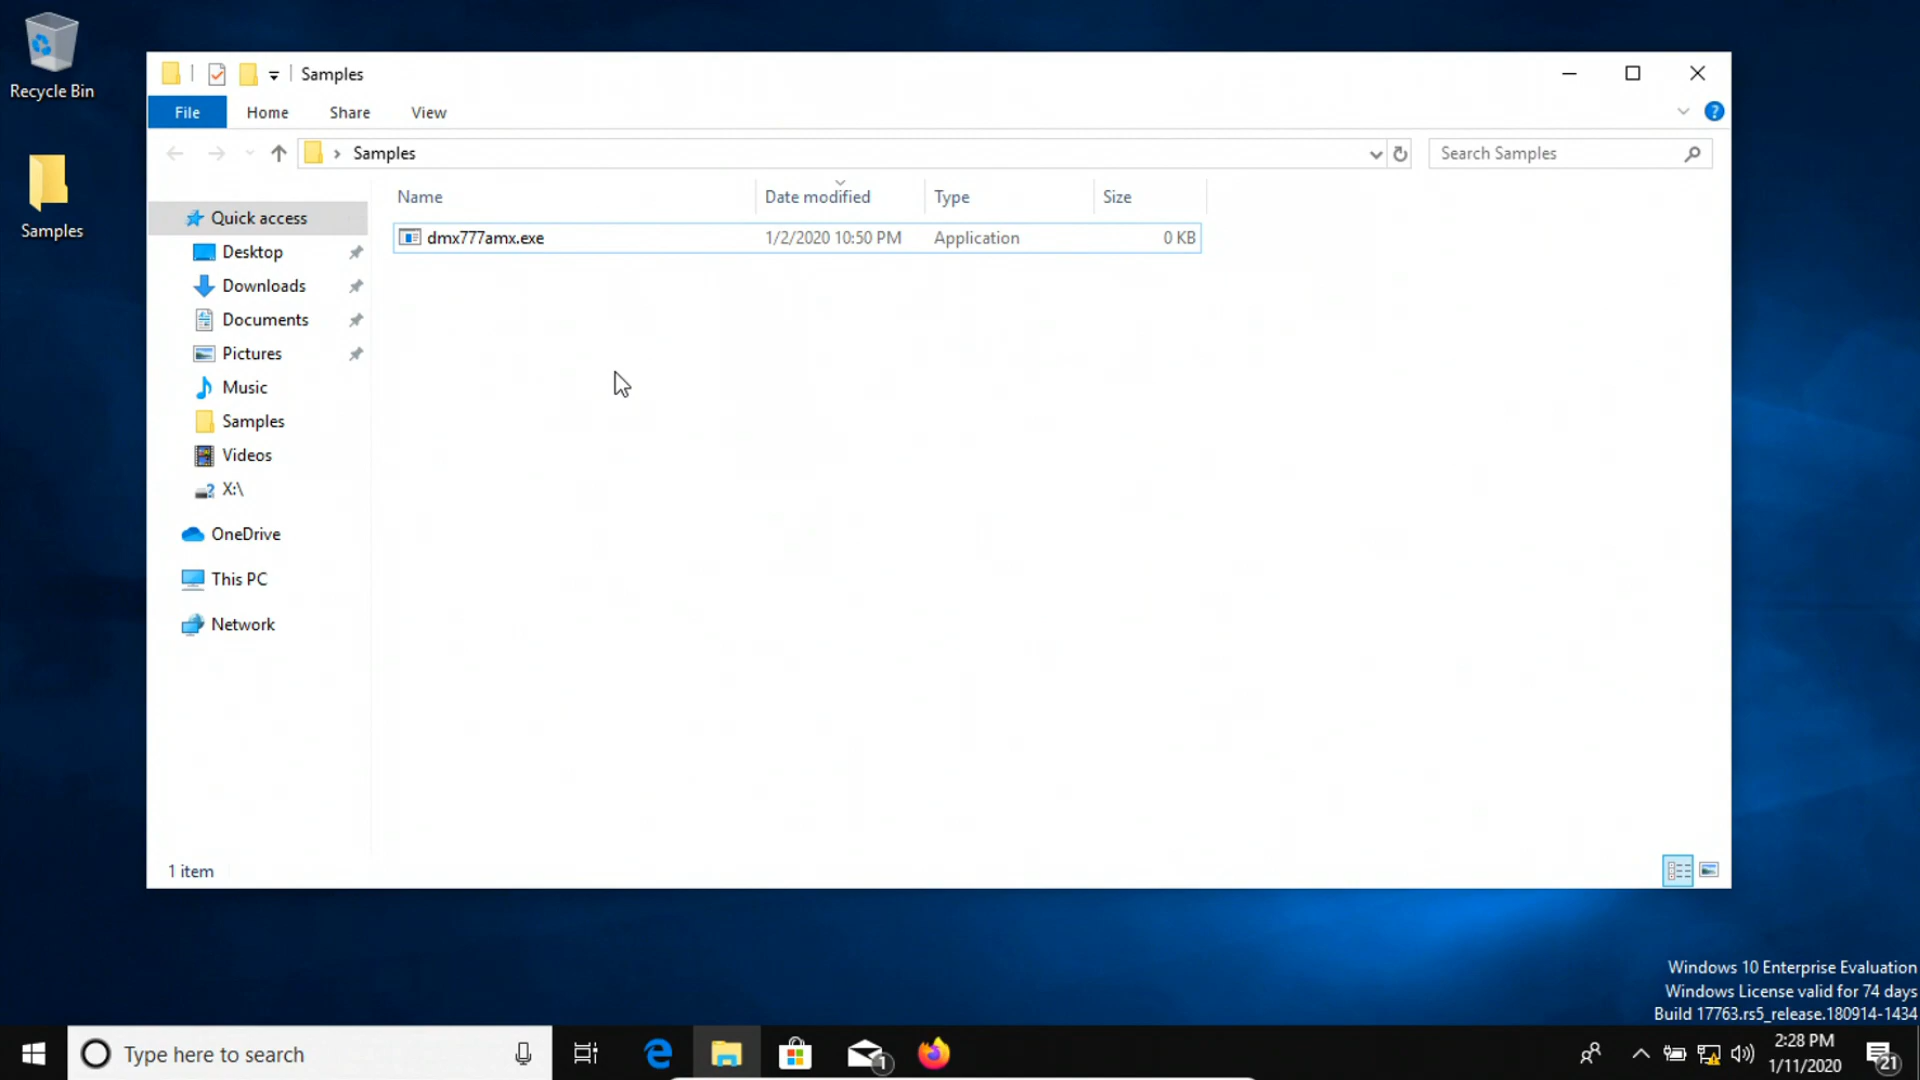 Recycle Bin
Samples
Samples
File
Home
Share
View
?
Samples
Search Samples
Name
Date modified
Type
Size
dmx777amx.exe
1/2/2020 10:50 PM
Application
0 KB
Quick access
Desktop
Downloads
Documents
Pictures
Music
Samples
Videos
X:\
OneDrive
This PC
Network
1 item
Windows 10 Enterprise Evaluation
Windows License valid for 74 days
Build 17763.rs5_release.180914-1434
Type here to search
1
2:28 PM
1/11/2020
21